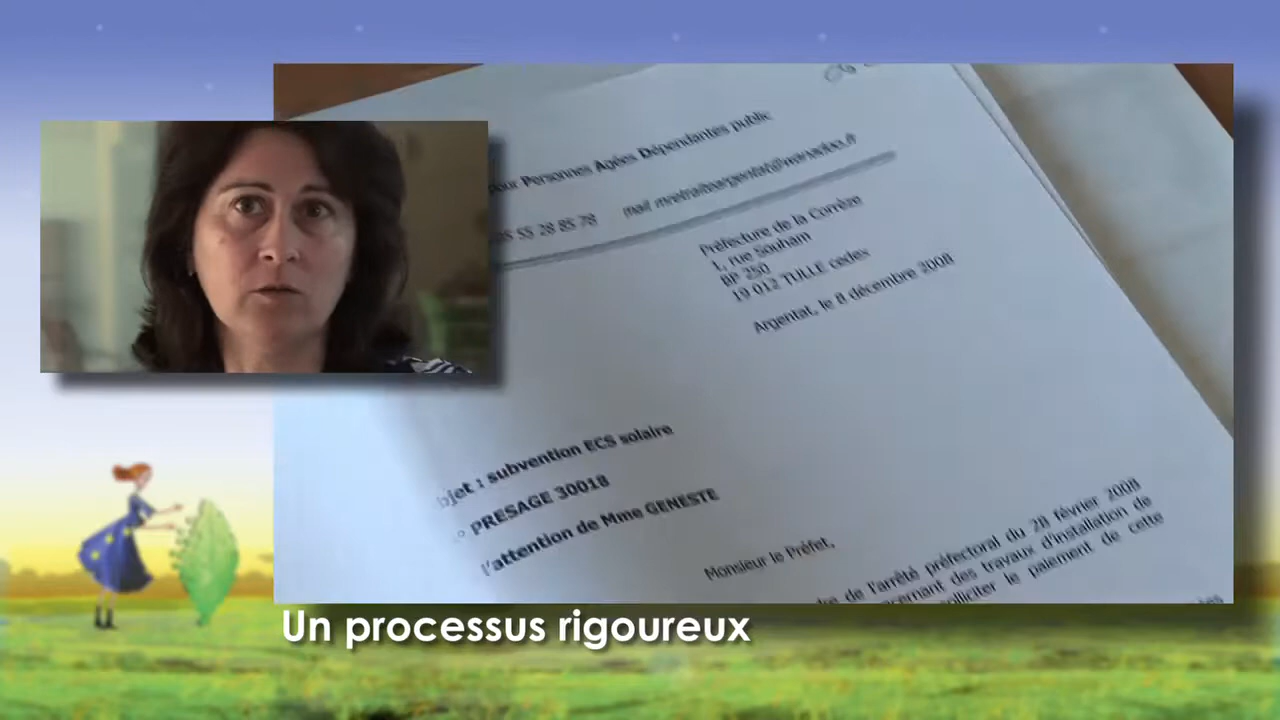 Pour Personnes Agées Dépendantes public
05 55 28 85 78 mail
Préfecture de la Corrèze
1, rue Souham
BP 250
19 012 TULLE cedex
Argentat, le 8 décembre 2008
objet : subvention ECS solaire
PRESAGE 30018
l'attention de Mme GENESTE
Monsieur le Préfet,
de l'arrêté préfectoral du 28 février 2008
des travaux d'installation de
solliciter le paiement de cette
Un processus rigoureux